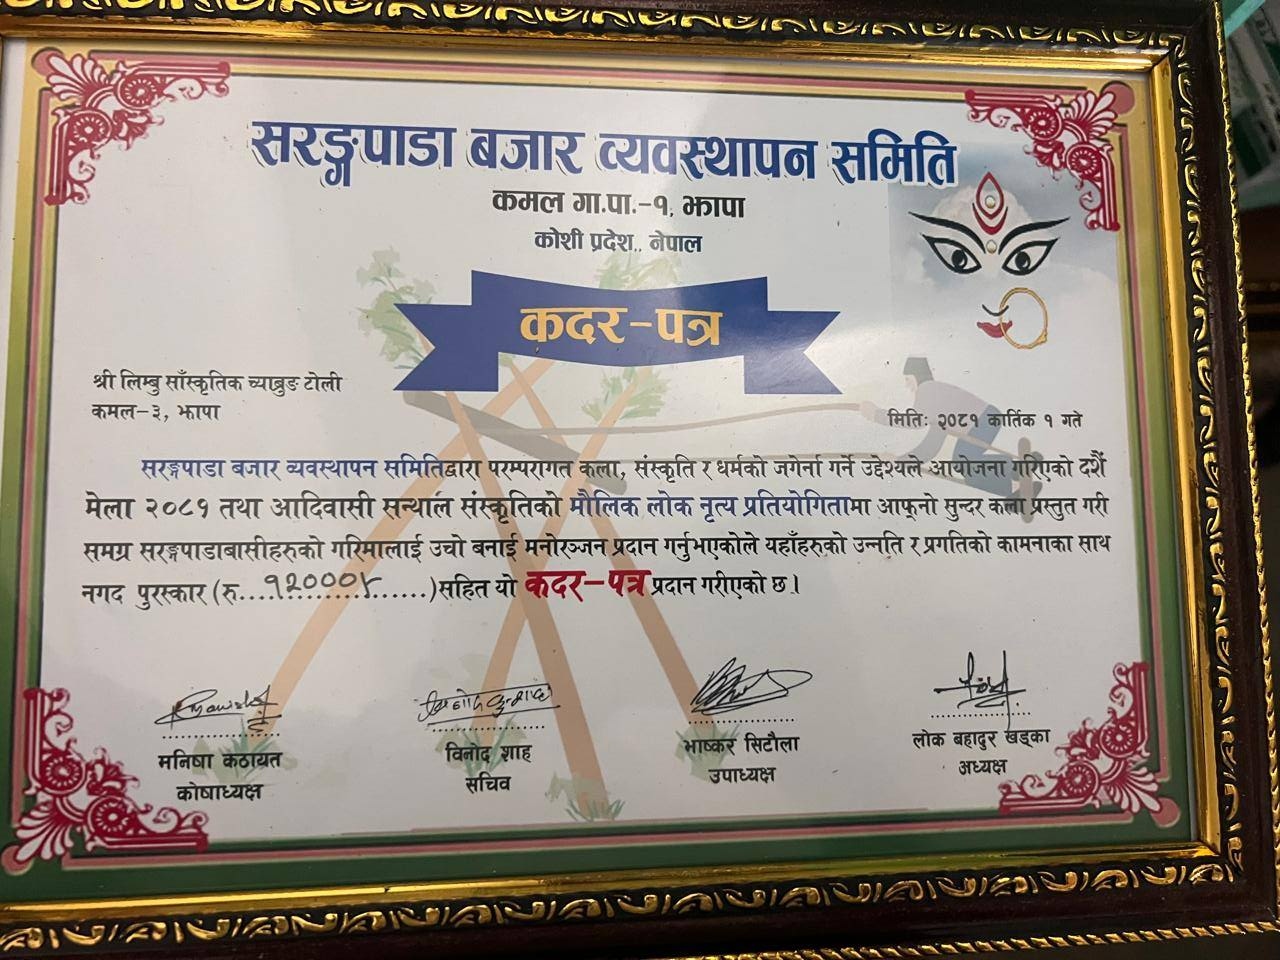 सरङ्गपाडा बजार व्यवस्थापन समिति
कमल गा.पा.-१, झापा
कोशी प्रदेश., नेपाल
कदर-पत्र
श्री लिम्बु साँस्कृतिक च्याब्रुङ टोली
कमल-३, झापा
मितिः २०८१ कार्तिक १ गते
सरङ्गपाडा बजार व्यवस्थापन समितिद्वारा परम्परागत कला, संस्कृति र धर्मको जगेर्ना गर्ने उद्देश्यले आयोजना गरिएको दशैं
मेला २०८१ तथा आदिवासी सन्थाल संस्कृतिको मौलिक लोक नृत्य प्रतियोगितामा आफ्नो सुन्दर कला प्रस्तुत गरी
समग्र सरङ्गपाडाबासीहरुको गरिमालाई उचो बनाई मनोरञ्जन प्रदान गर्नुभएकोले यहाँहरुको उन्नति र प्रगतिको कामनाका साथ
नगद पुरस्कार (रु....१२०००।.......) सहित यो कदर-पत्र प्रदान गरीएको छ।
मनिषा कठायत
कोषाध्यक्ष
विनोद शाह
सचिव
भाष्कर सिटौला
उपाध्यक्ष
लोक बहादुर खड्का
अध्यक्ष